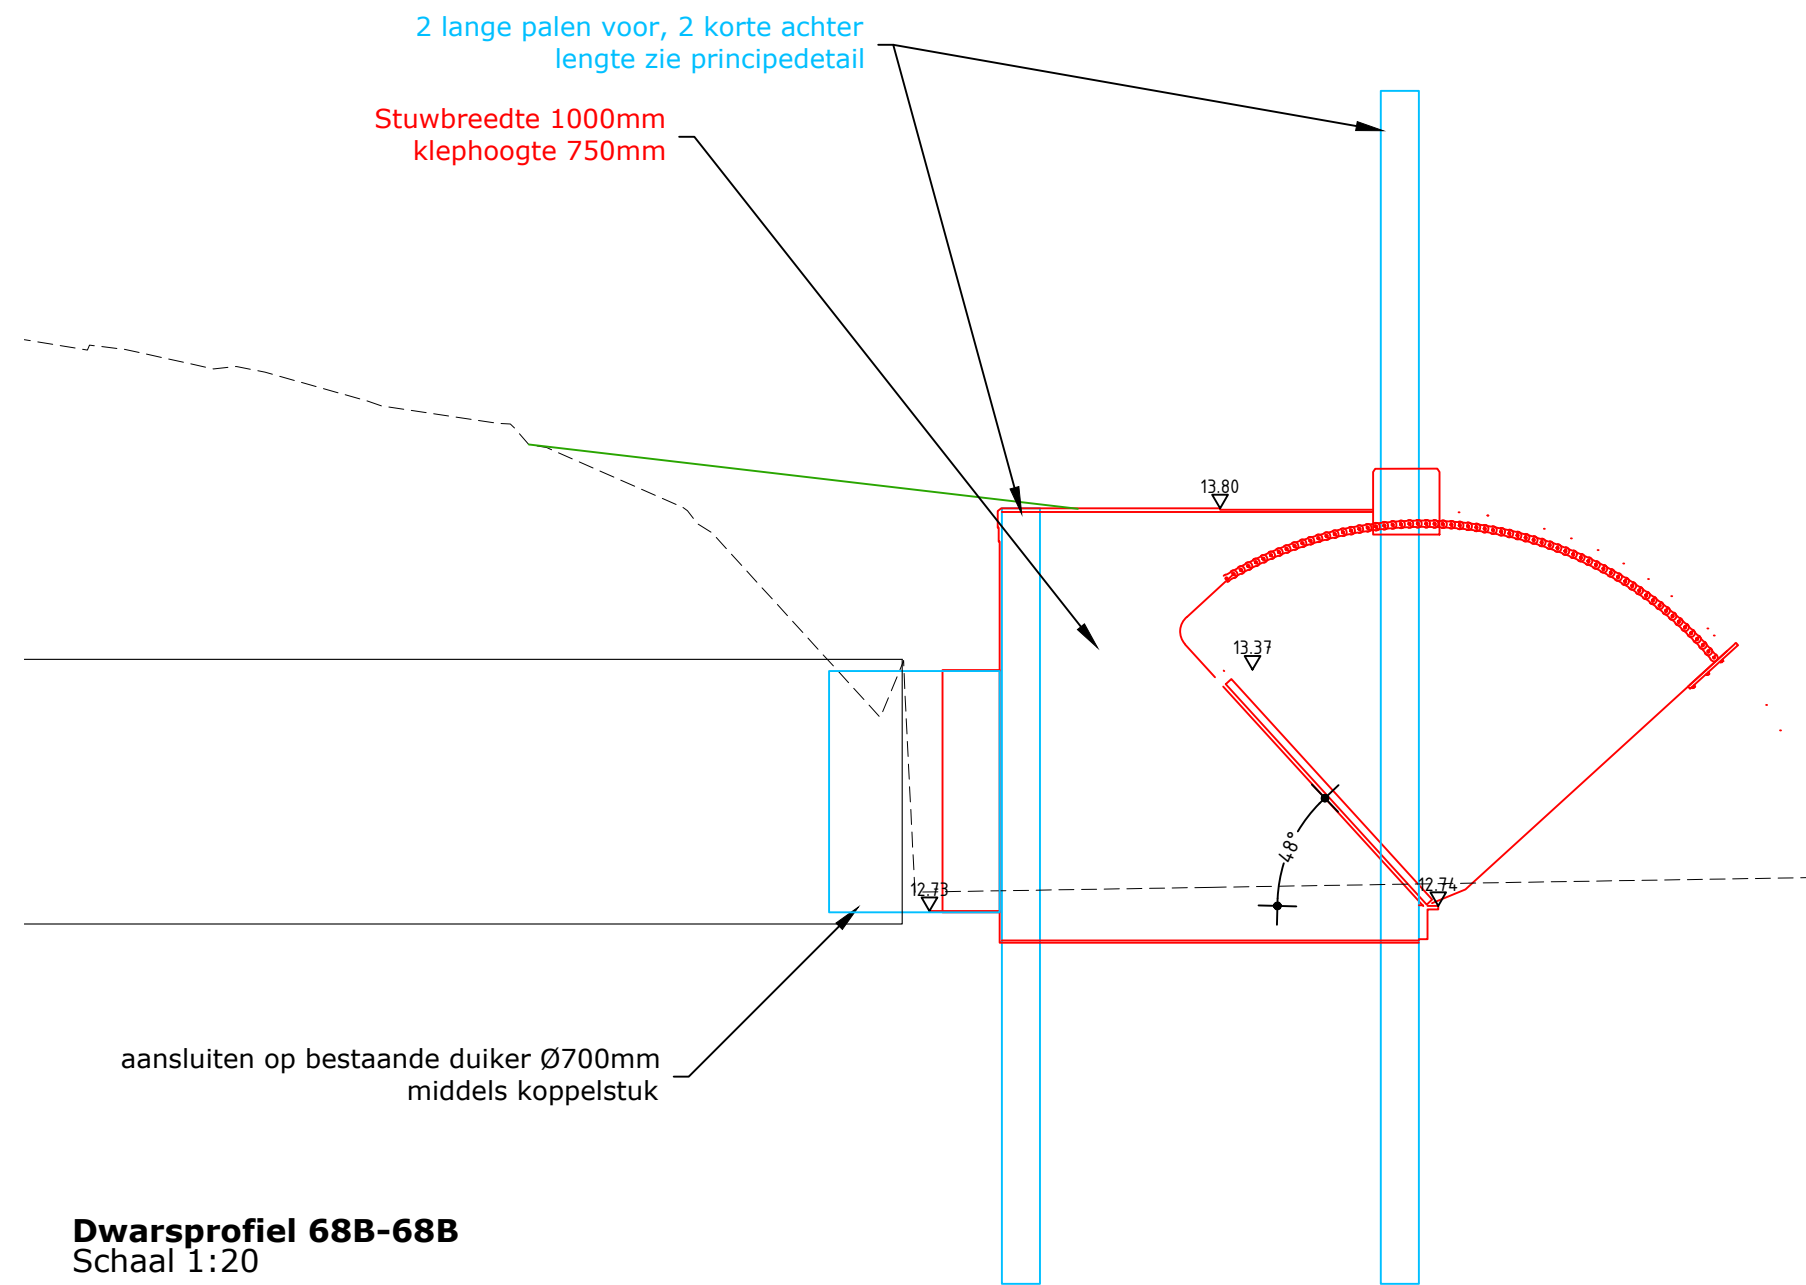 2 lange palen voor, 2 korte achter
lengte zie principedetail
Stuwbreedte 1000mm
klephoogte 750mm
13.80
13.37
48°
12.73
12.74
aansluiten op bestaande duiker Ø700mm
middels koppelstuk
Dwarsprofiel 68B-68B
Schaal 1:20